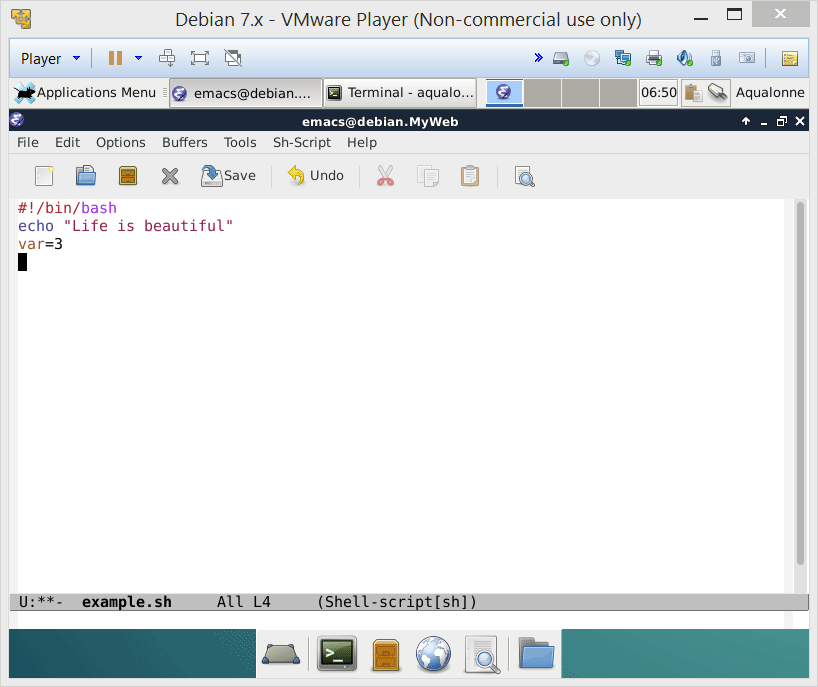 Debian 7.x - VMware Player (Non-commercial use only)
Player
Applications Menu emacs@debian.... Terminal - aqualo... 06:50 Aqualonne
emacs@debian.MyWeb
File Edit Options Buffers Tools Sh-Script Help
Save Undo
#!/bin/bash
echo "Life is beautiful"
var=3
U:**- example.sh All L4 (Shell-script[sh])